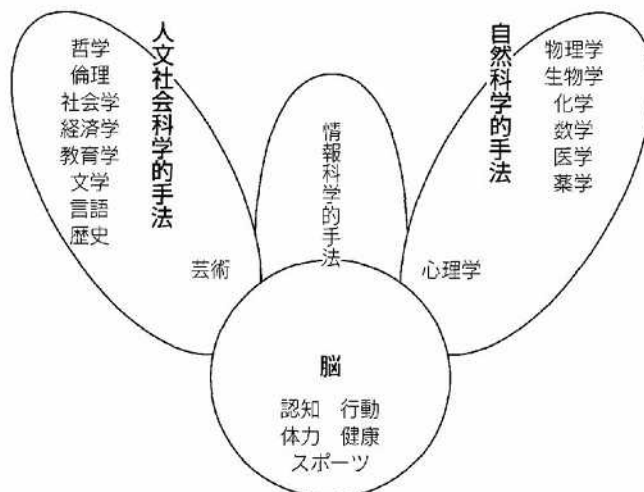 人文社会科学的手法
哲学
倫理
社会学
経済学
教育学
文学
言語
歴史
芸術
情報科学的手法
自然科学的手法
物理学
生物学
化学
数学
医学
薬学
心理学
脳
認知 行動
体力 健康
スポーツ